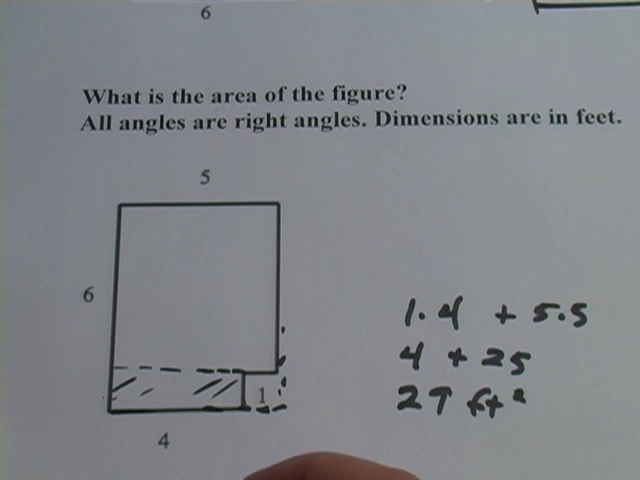 6
What is the area of the figure?
All angles are right angles. Dimensions are in feet.
5
6
1
4
1.4 + 5.5
4 + 25
29 ft²